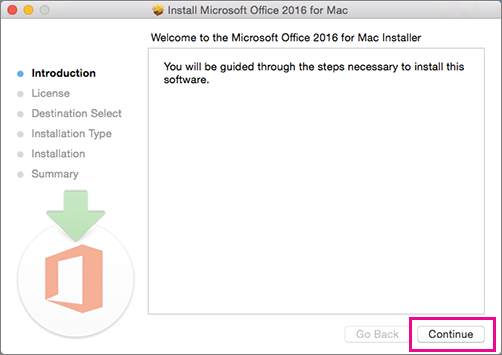 Install Microsoft Office 2016 for Mac
Welcome to the Microsoft Office 2016 for Mac Installer
Introduction
License
Destination Select
Installation Type
Installation
Summary
You will be guided through the steps necessary to install this
software.
Go Back
Continue